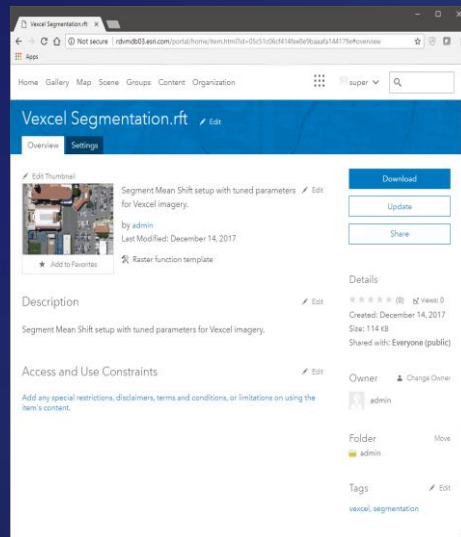 Vexcel Segmentation.rft
Not secure
rdvmdb03.esri.com/portal/home/item.html?
Apps
Home Gallery Map Scene Groups Content Organization
super
Vexcel Segmentation.rft Edit
Overview Settings
Edit Thumbnail
Segment Mean Shift setup with tuned parameters Edit
for Vexcel imagery.
by admin
Last Modified: December 14, 2017
Raster function template
Add to Favorites
Description Edit
Segment Mean Shift setup with tuned parameters for Vexcel imagery.
Access and Use Constraints Edit
Add any special restrictions, disclaimers, terms and conditions, or limitations on using the
item's content.
Download
Update
Share
Details
(0) Views: 0
Created: December 14, 2017
Size: 114 KB
Shared with: Everyone (public)
Owner Change Owner
admin
Folder Move
admin
Tags Edit
vexcel, segmentation